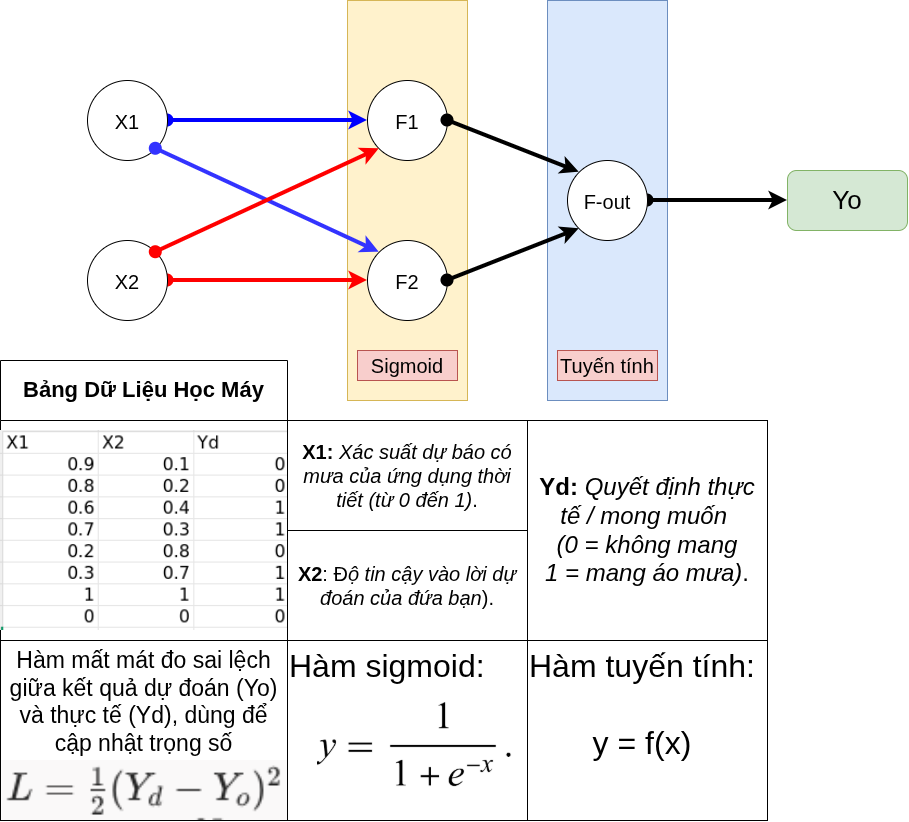 X1
F1
F-out
Yo
X2
F2
Sigmoid
Tuyến tính
Bảng Dữ Liệu Học Máy
X1 X2 Yd
0.9 0.1 0
0.8 0.2 0
0.6 0.4 1
0.7 0.3 1
0.2 0.8 0
0.3 0.7 1
1 1 1
0 0 0
X1: Xác suất dự báo có
mưa của ứng dụng thời
tiết (từ 0 đến 1).
X2: Độ tin cậy vào lời dự
đoán của đứa bạn).
Yd: Quyết định thực
tế / mong muốn
(0 = không mang
1 = mang áo mưa).
Hàm mất mát đo sai lệch
giữa kết quả dự đoán (Yo)
và thực tế (Yd), dùng để
cập nhật trọng số
L = 1/2(Yd − Yo)²
Hàm sigmoid:
y = 1 / (1 + e^−x).
Hàm tuyến tính:
y = f(x)